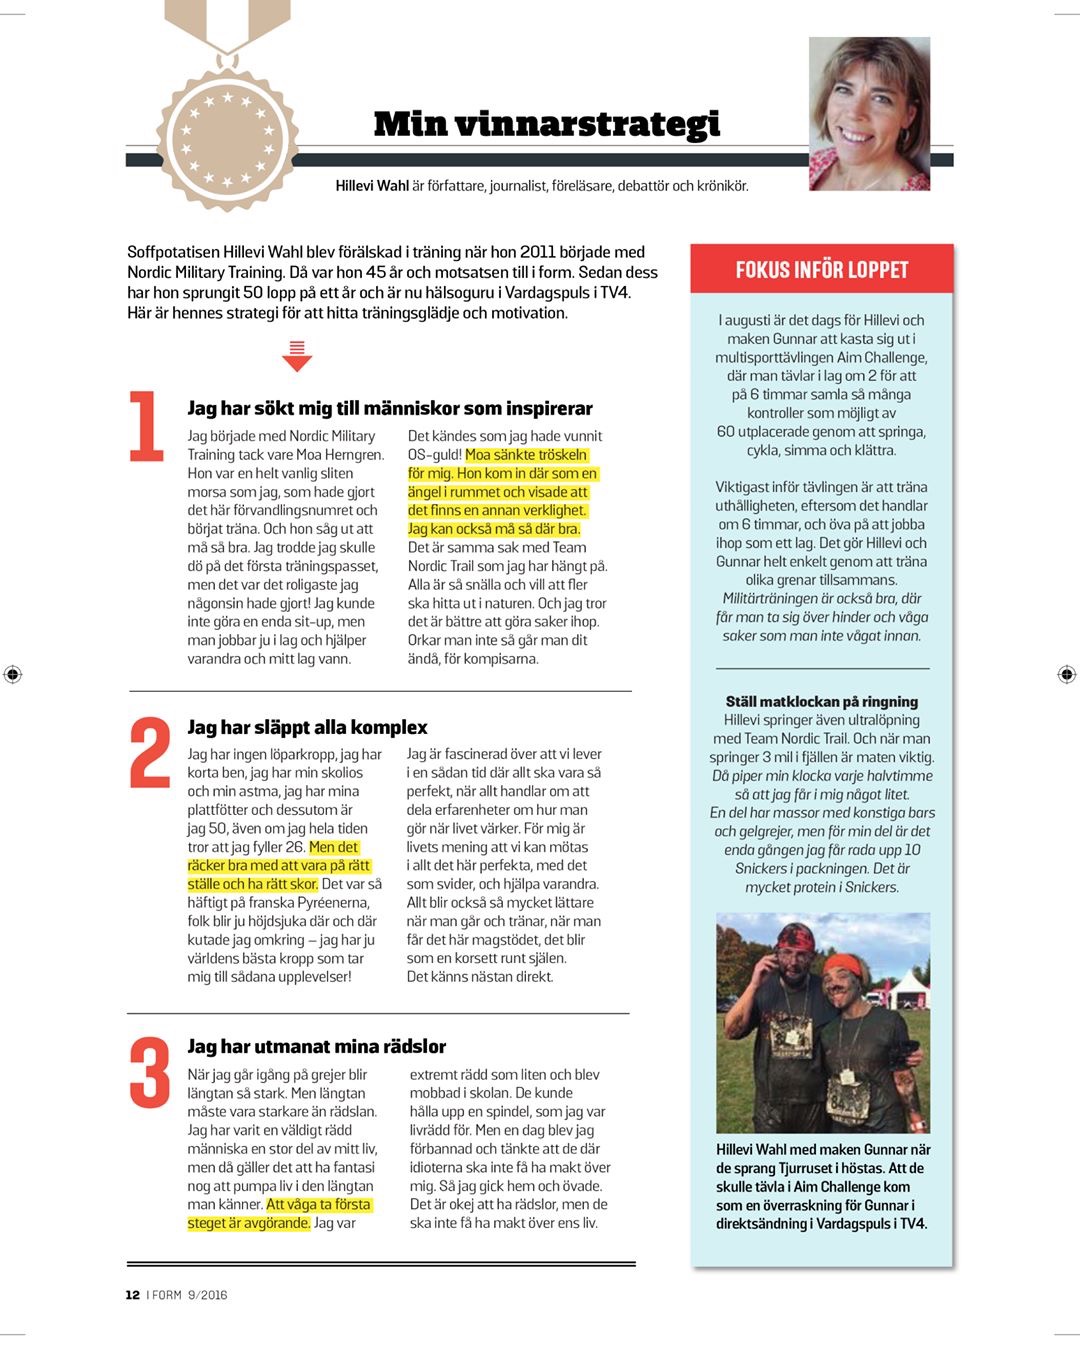 Min vinnarstrategi
Hillevi Wahl är författare, journalist, föreläsare, debattör och krönikör.
Soffpotatisen Hillevi Wahl blev förälskad i träning när hon 2011 började med
Nordic Military Training. Då var hon 45 år och motsatsen till i form. Sedan dess
har hon sprungit 50 lopp på ett år och är nu hälsoguru i Vardagspuls i TV4.
Här är hennes strategi för att hitta träningsglädje och motivation.
1
Jag har sökt mig till människor som inspirerar
Jag började med Nordic Military
Training tack vare Moa Herngren.
Hon var en helt vanlig sliten
morsa som jag, som hade gjort
det här förvandlingsnumret och
börjat träna. Och hon såg ut att
må så bra. Jag trodde jag skulle
dö på det första träningspasset,
men det var det roligaste jag
någonsin hade gjort! Jag kunde
inte göra en enda sit-up, men
man jobbar ju i lag och hjälper
varandra och mitt lag vann.
Det kändes som jag hade vunnit
OS-guld! Moa sänkte tröskeln
för mig. Hon kom in där som en
ängel i rummet och visade att
det finns en annan verklighet.
Jag kan också må så där bra.
Det är samma sak med Team
Nordic Trail som jag har hängt på.
Alla är så snälla och vill att fler
ska hitta ut i naturen. Och jag tror
det är bättre att göra saker ihop.
Orkar man inte så går man dit
ändå, för kompisarna.
2
Jag har släppt alla komplex
Jag har ingen löparkropp, jag har
korta ben, jag har min skolios
och min astma, jag har mina
plattfötter och dessutom är
jag 50, även om jag hela tiden
tror att jag fyller 26. Men det
räcker bra med att vara på rätt
ställe och ha rätt skor. Det var så
häftigt på franska Pyréenerna,
folk blir ju höjdsjuka där och där
kutade jag omkring – jag har ju
världens bästa kropp som tar
mig till sådana upplevelser!
Jag är fascinerad över att vi lever
i en sådan tid där allt ska vara så
perfekt, när allt handlar om att
dela erfarenheter om hur man
gör när livet värker. För mig är
livets mening att vi kan mötas
i allt det här perfekta, med det
som svider, och hjälpa varandra.
Allt blir också så mycket lättare
när man går och tränar, när man
får det här magstödet, det blir
som en korsett runt själen.
Det känns nästan direkt.
3
Jag har utmanat mina rädslor
När jag går igång på grejer blir
längtan så stark. Men längtan
måste vara starkare än rädslan.
Jag har varit en väldigt rädd
människa en stor del av mitt liv,
men då gäller det att ha fantasi
nog att pumpa liv i den längtan
man känner. Att våga ta första
steget är avgörande. Jag var
extremt rädd som liten och blev
mobbad i skolan. De kunde
hålla upp en spindel, som jag var
livrädd för. Men en dag blev jag
förbannad och tänkte att de där
idioterna ska inte få ha makt över
mig. Så jag gick hem och övade.
Det är okej att ha rädslor, men de
ska inte få ha makt över ens liv.
FOKUS INFÖR LOPPET
I augusti är det dags för Hillevi och
maken Gunnar att kasta sig ut i
multisporttävlingen Aim Challenge,
där man tävlar i lag om 2 för att
på 6 timmar samla så många
kontroller som möjligt av
60 utplacerade genom att springa,
cykla, simma och klättra.
Viktigast inför tävlingen är att träna
uthålligheten, eftersom det handlar
om 6 timmar, och öva på att jobba
ihop som ett lag. Det gör Hillevi och
Gunnar helt enkelt genom att träna
olika grenar tillsammans.
Militärträningen är också bra, där
får man ta sig över hinder och våga
saker som man inte vågat innan.
Ställ matklockan på ringning
Hillevi springer även ultralöpning
med Team Nordic Trail. Och när man
springer 3 mil i fjällen är maten viktig.
Då piper min klocka varje halvtimme
så att jag får i mig något litet.
En del har massor med konstiga bars
och gelgrejer, men för min del är det
enda gången jag får rada upp 10
Snickers i packningen. Det är
mycket protein i Snickers.
Hillevi Wahl med maken Gunnar när
de sprang Tjurruset i höstas. Att de
skulle tävla i Aim Challenge kom
som en överraskning för Gunnar i
direktsändning i Vardagspuls i TV4.
12 I FORM 9/2016